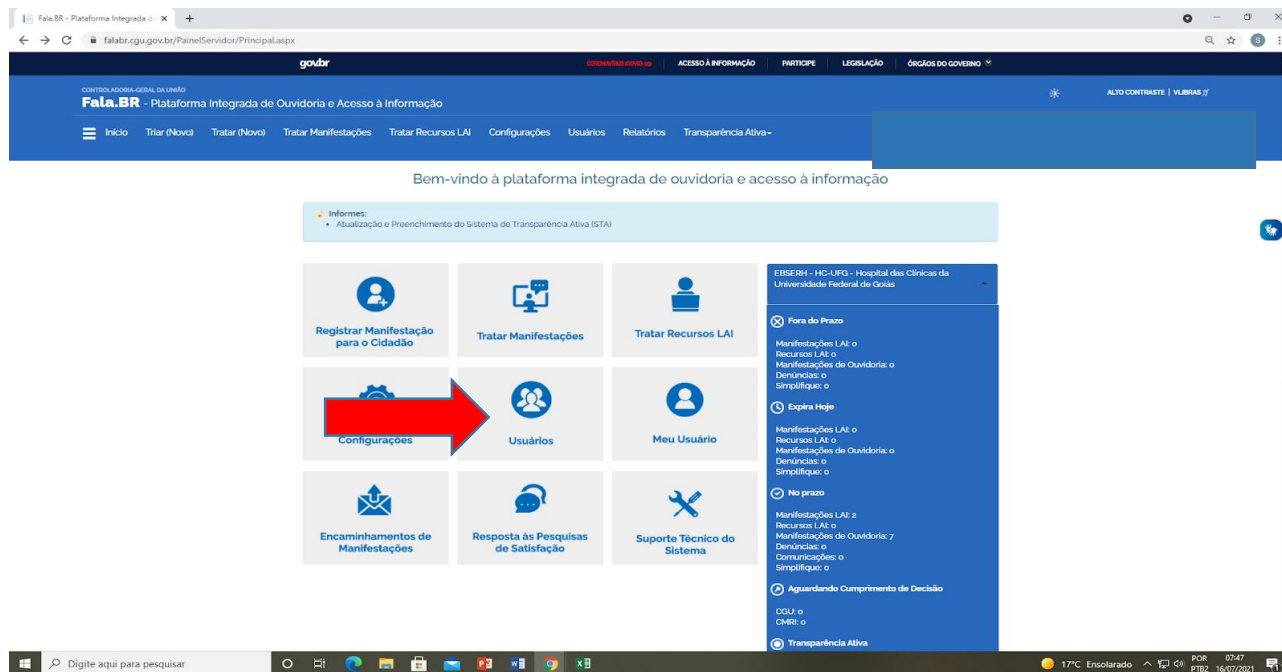 Fala.BR - Plataforma Integrada d
falabr.cgu.gov.br/PainelServidor/Principal.aspx
S
govbr
CORONAVÍRUS (COVID-19)
ACESSO À INFORMAÇÃO
PARTICIPE
LEGISLAÇÃO
ÓRGÃOS DO GOVERNO
CONTROLADORIA-GERAL DA UNIÃO
Fala.BR - Plataforma Integrada de Ouvidoria e Acesso à Informação
ALTO CONTRASTE | VLIBRAS
Início Triar (Novo) Tratar (Novo) Tratar Manifestações Tratar Recursos LAI Configurações Usuários Relatórios Transparência Ativa
Bem-vindo à plataforma integrada de ouvidoria e acesso à informação
Informes:
• Atualização e Preenchimento do Sistema de Transparência Ativa (STA)
Registrar Manifestação
para o Cidadão
Tratar Manifestações
Tratar Recursos LAI
Configurações
Usuários
Meu Usuário
Encaminhamentos de
Manifestações
Resposta às Pesquisas
de Satisfação
Suporte Técnico do
Sistema
EBSERH - HC-UFG - Hospital das Clínicas da
Universidade Federal de Goiás
Fora do Prazo
Manifestações LAI: 0
Recursos LAI: 0
Manifestações de Ouvidoria: 0
Denúncias: 0
Simplifique: 0
Expira Hoje
Manifestações LAI: 0
Recursos LAI: 0
Manifestações de Ouvidoria: 0
Denúncias: 0
Simplifique: 0
No prazo
Manifestações LAI: 2
Recursos LAI: 0
Manifestações de Ouvidoria: 7
Denúncias: 0
Comunicações: 0
Simplifique: 0
Aguardando Cumprimento de Decisão
CGU: 0
CMRI: 0
Transparência Ativa
Digite aqui para pesquisar
17°C Ensolarado
POR
PTB2
07:47
16/07/2021